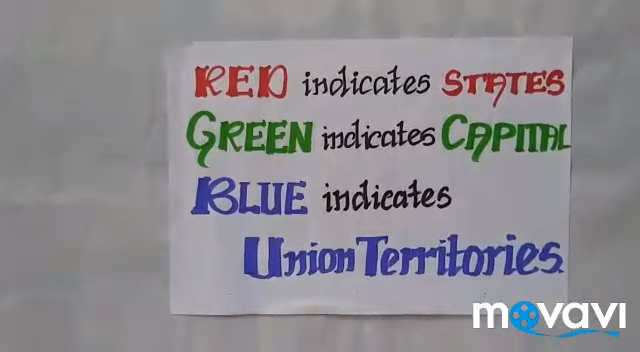 RED indicates STATES
GREEN indicates CAPITAL
BLUE indicates
Union Territories
movavi